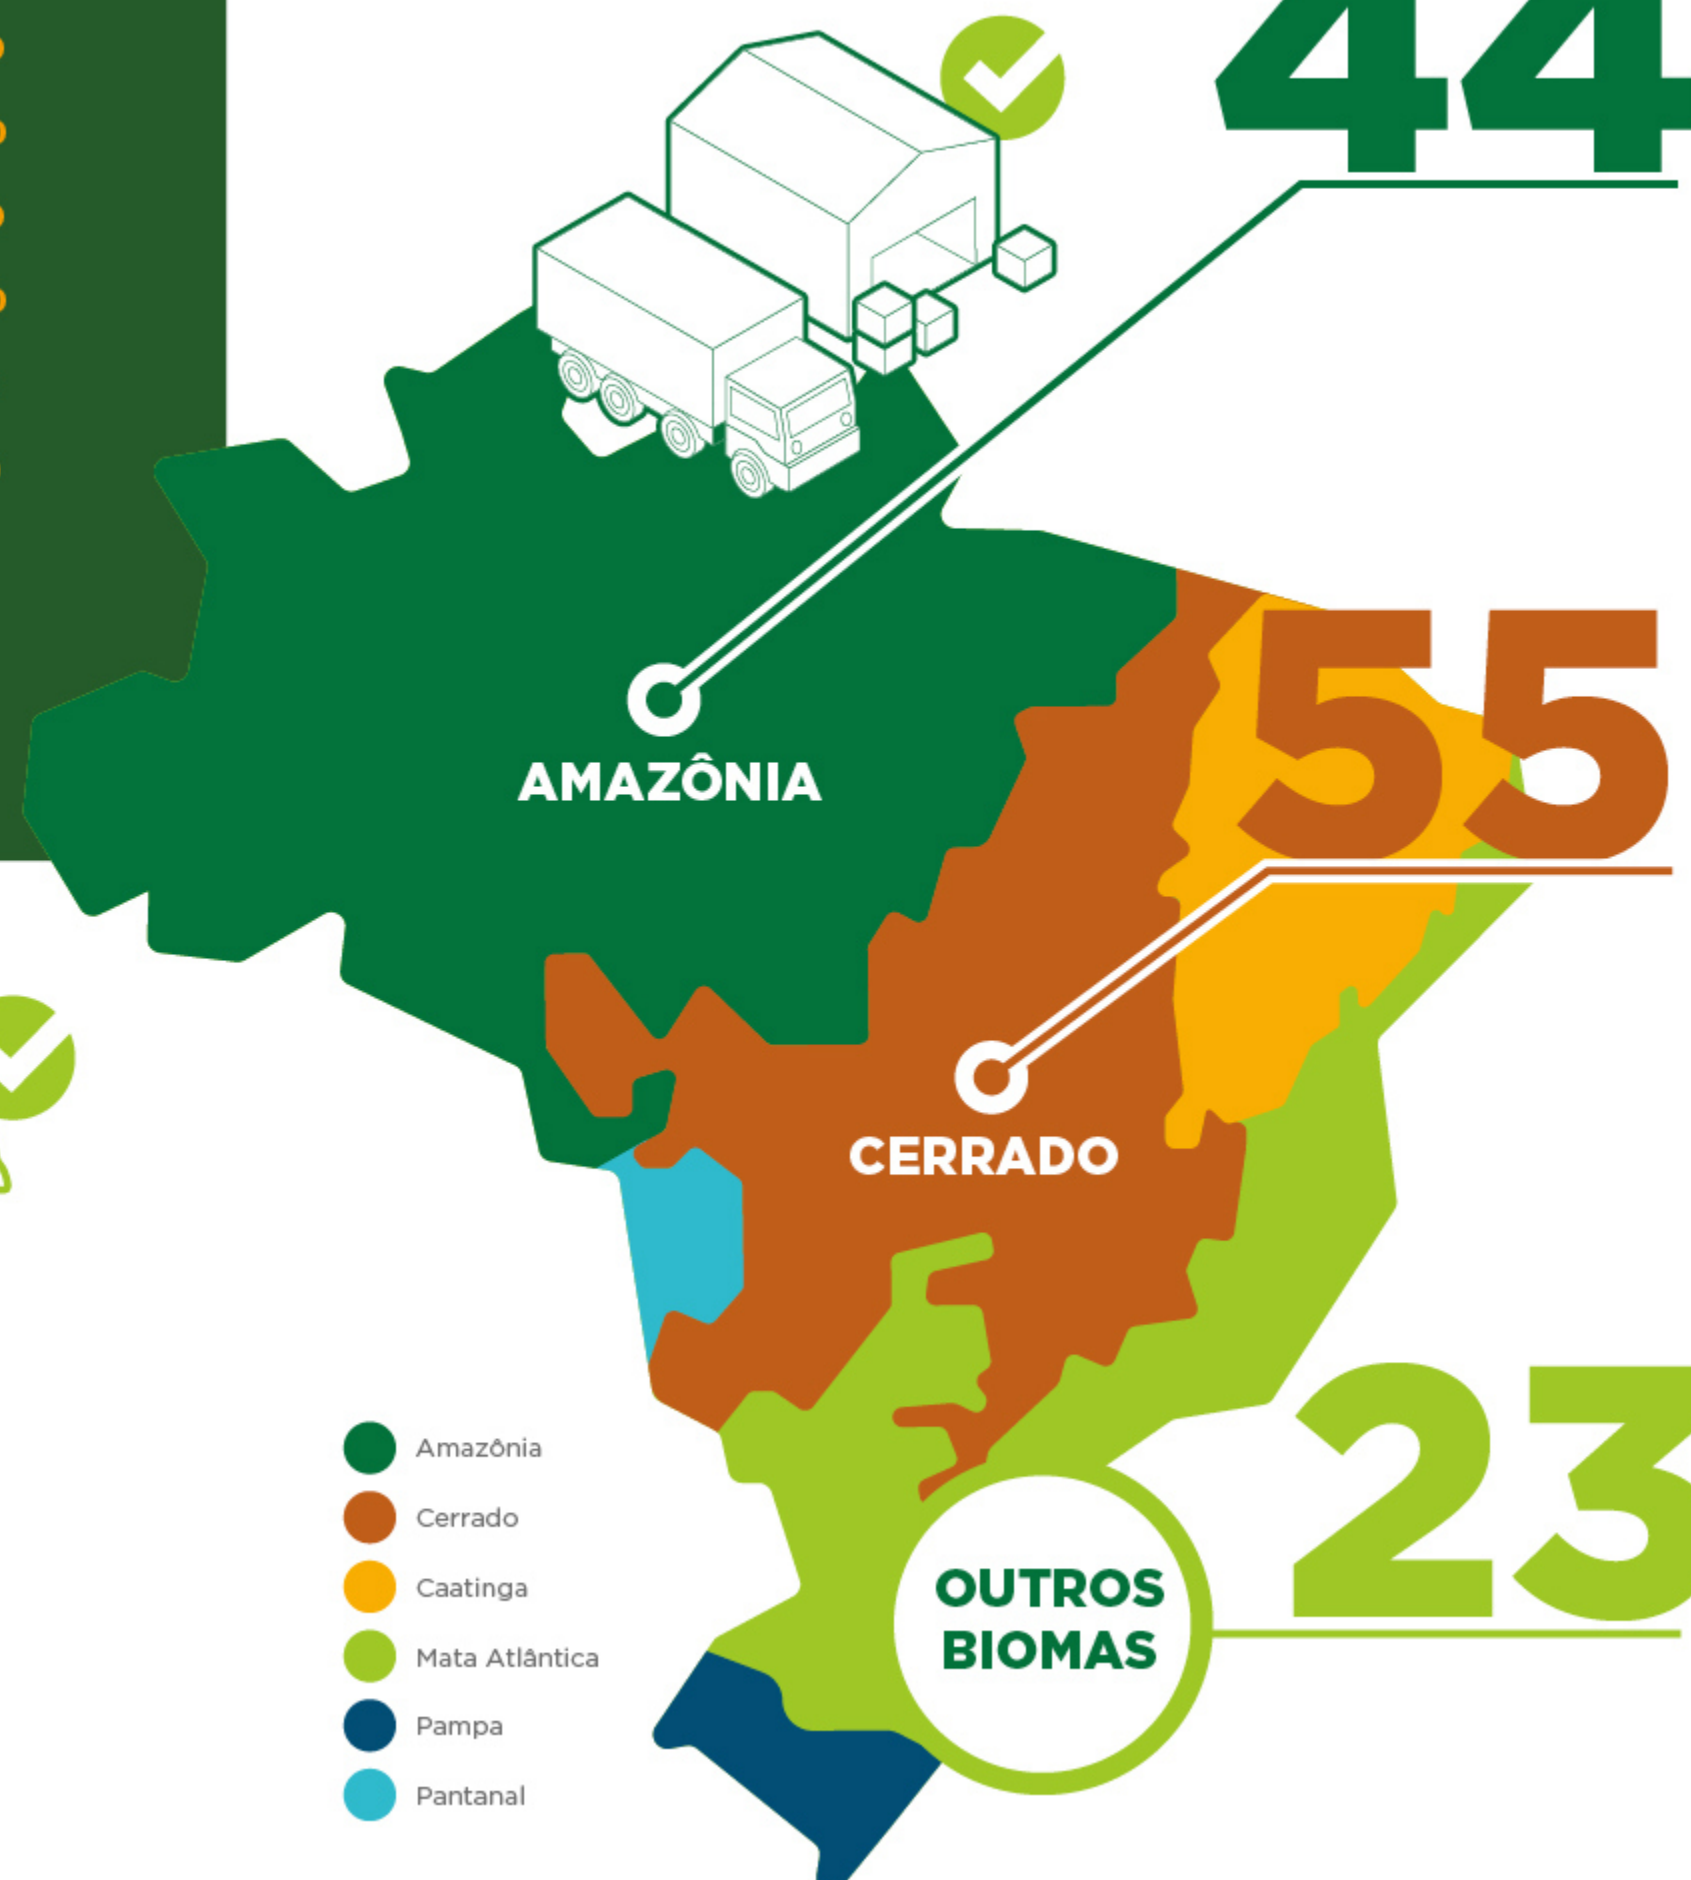 44
AMAZÔNIA
55
CERRADO
23
OUTROS
BIOMAS
Amazônia
Cerrado
Caatinga
Mata Atlântica
Pampa
Pantanal